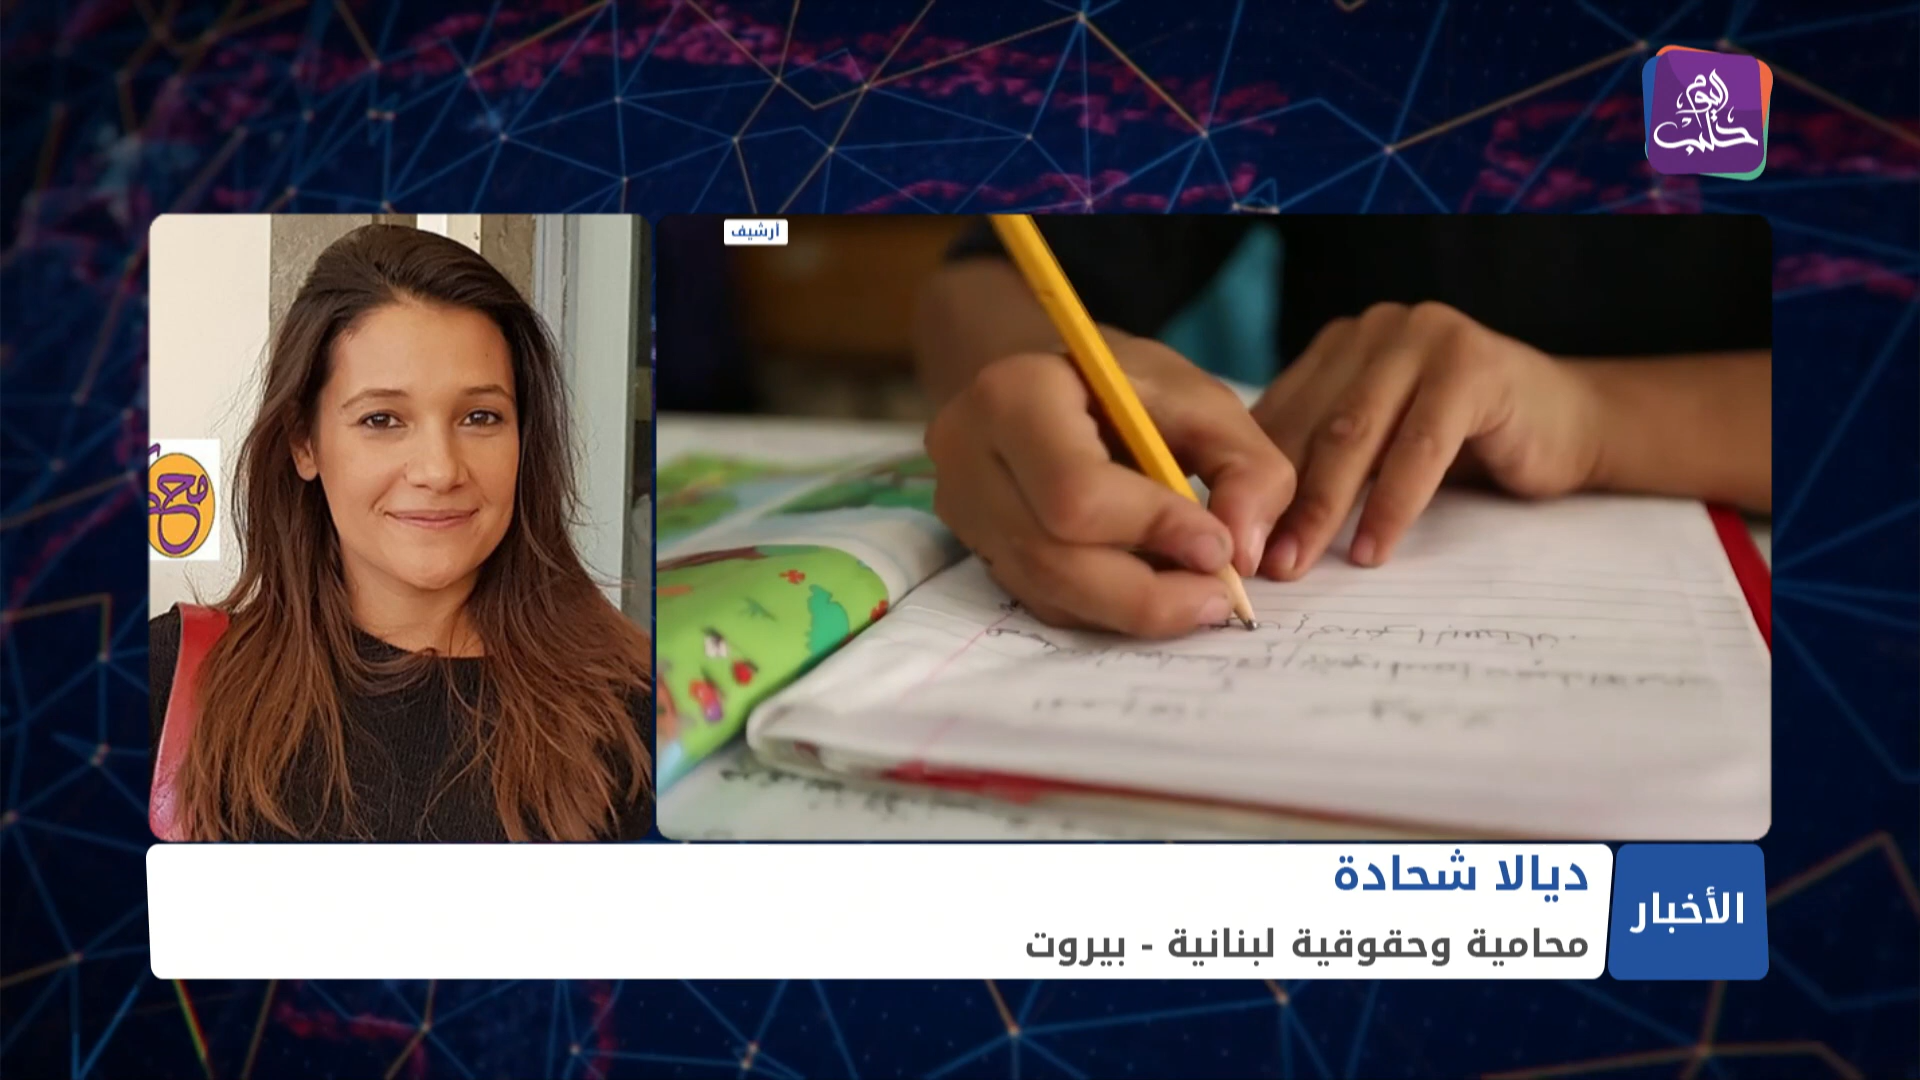 حلب
اليوم
أرشيف
ديالا شحادة
الأخبار
محامية وحقوقية لبنانية - بيروت